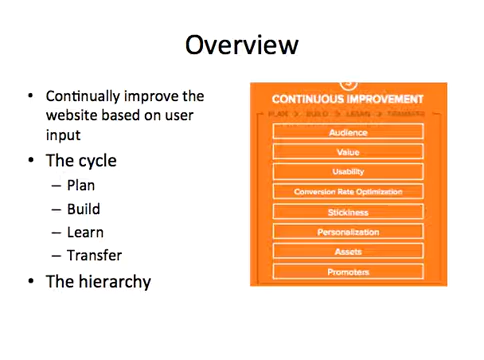 Overview
• Continually improve the
website based on user
input
• The cycle
– Plan
– Build
– Learn
– Transfer
• The hierarchy
CONTINUOUS IMPROVEMENT
PLAN > BUILD > LEARN > TRANSFER
Audience
Value
Usability
Conversion Rate Optimization
Stickiness
Personalization
Assets
Promoters